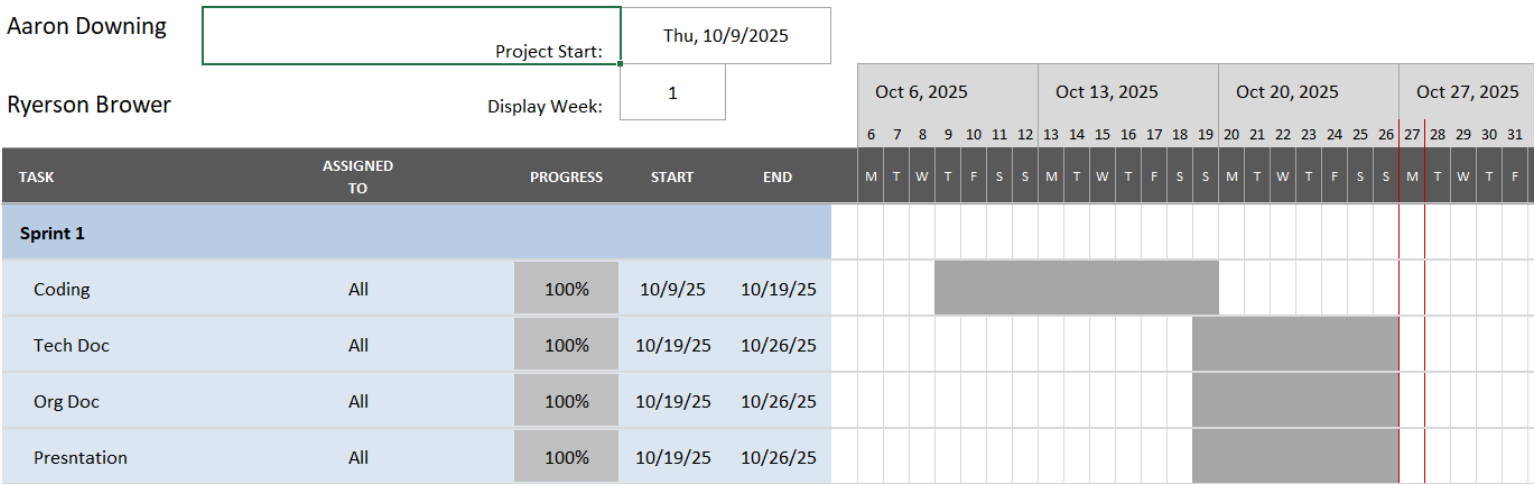 Aaron Downing
Project Start: Thu, 10/9/2025
Ryerson Brower Display Week: 1
Oct 6, 2025 Oct 13, 2025 Oct 20, 2025 Oct 27, 2025
6 7 8 9 10 11 12 13 14 15 16 17 18 19 20 21 22 23 24 25 26 27 28 29 30 31
TASK ASSIGNED TO PROGRESS START END M T W T F S S M T W T F S S M T W T F S S M T W T F
Sprint 1
Coding All 100% 10/9/25 10/19/25
Tech Doc All 100% 10/19/25 10/26/25
Org Doc All 100% 10/19/25 10/26/25
Presntation All 100% 10/19/25 10/26/25